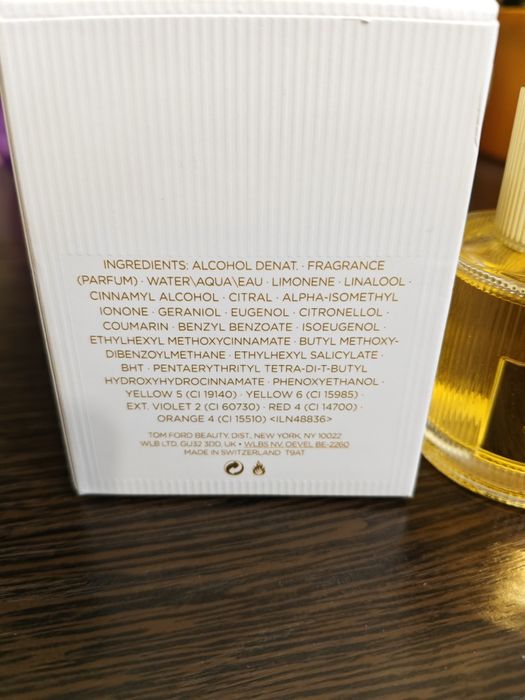 INGREDIENTS: ALCOHOL DENAT. · FRAGRANCE
(PARFUM) · WATER\AQUA\EAU · LIMONENE · LINALOOL ·
CINNAMYL ALCOHOL · CITRAL · ALPHA-ISOMETHYL
IONONE · GERANIOL · EUGENOL · CITRONELLOL ·
COUMARIN · BENZYL BENZOATE · ISOEUGENOL ·
ETHYLHEXYL METHOXYCINNAMATE · BUTYL METHOXY-
DIBENZOYLMETHANE · ETHYLHEXYL SALICYLATE ·
BHT · PENTAERYTHRITYL TETRA-DI-T-BUTYL
HYDROXYHYDROCINNAMATE · PHENOXYETHANOL ·
YELLOW 5 (CI 19140) · YELLOW 6 (CI 15985) ·
EXT. VIOLET 2 (CI 60730) · RED 4 (CI 14700) ·
ORANGE 4 (CI 15510) <ILN48836>
TOM FORD BEAUTY, DIST. NEW YORK, NY 10022
WLB LTD. GU32 3DD, UK • WLBS NV. OEVEL BE-2260
MADE IN SWITZERLAND T9AT